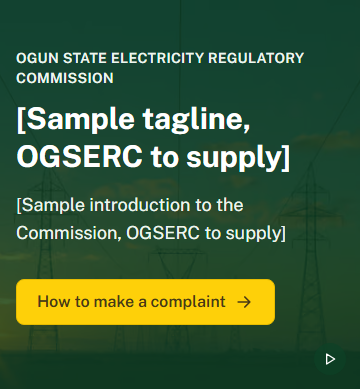 OGUN STATE ELECTRICITY REGULATORY
COMMISSION
[Sample tagline,
OGSERC to supply]
[Sample introduction to the
Commission, OGSERC to supply]
How to make a complaint →